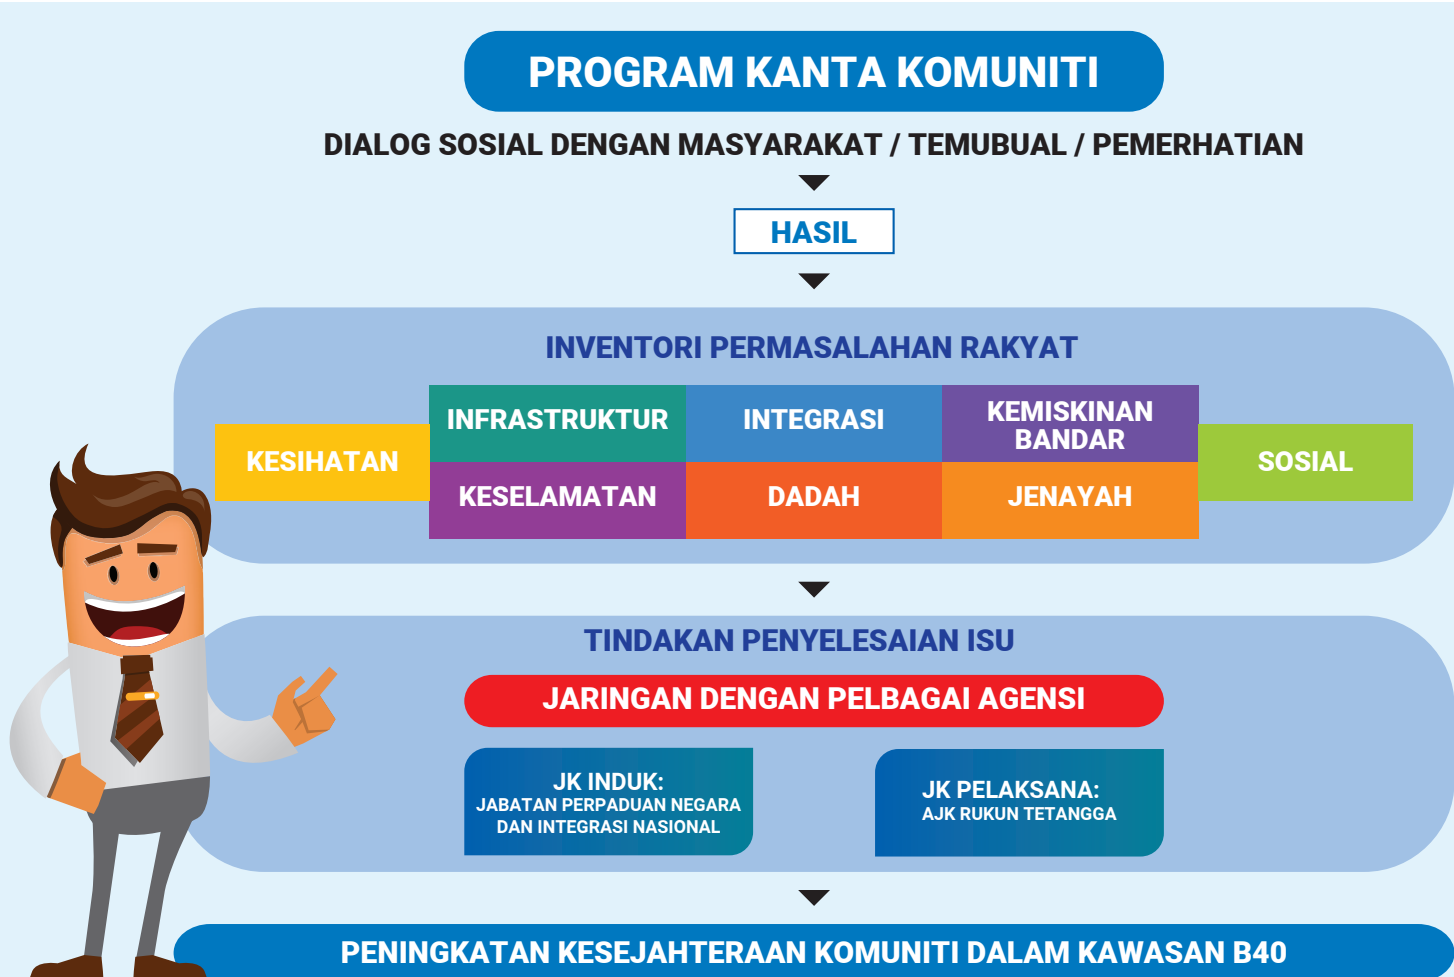 PROGRAM KANTA KOMUNITI
DIALOG SOSIAL DENGAN MASYARAKAT / TEMUBUAL / PEMERHATIAN
HASIL
INVENTORI PERMASALAHAN RAKYAT
KESIHATAN
INFRASTRUKTUR
INTEGRASI
KEMISKINAN
BANDAR
KESELAMATAN
DADAH
JENAYAH
SOSIAL
TINDAKAN PENYELESAIAN ISU
JARINGAN DENGAN PELBAGAI AGENSI
JK INDUK:
JABATAN PERPADUAN NEGARA
DAN INTEGRASI NASIONAL
JK PELAKSANA:
AJK RUKUN TETANGGA
PENINGKATAN KESEJAHTERAAN KOMUNITI DALAM KAWASAN B40